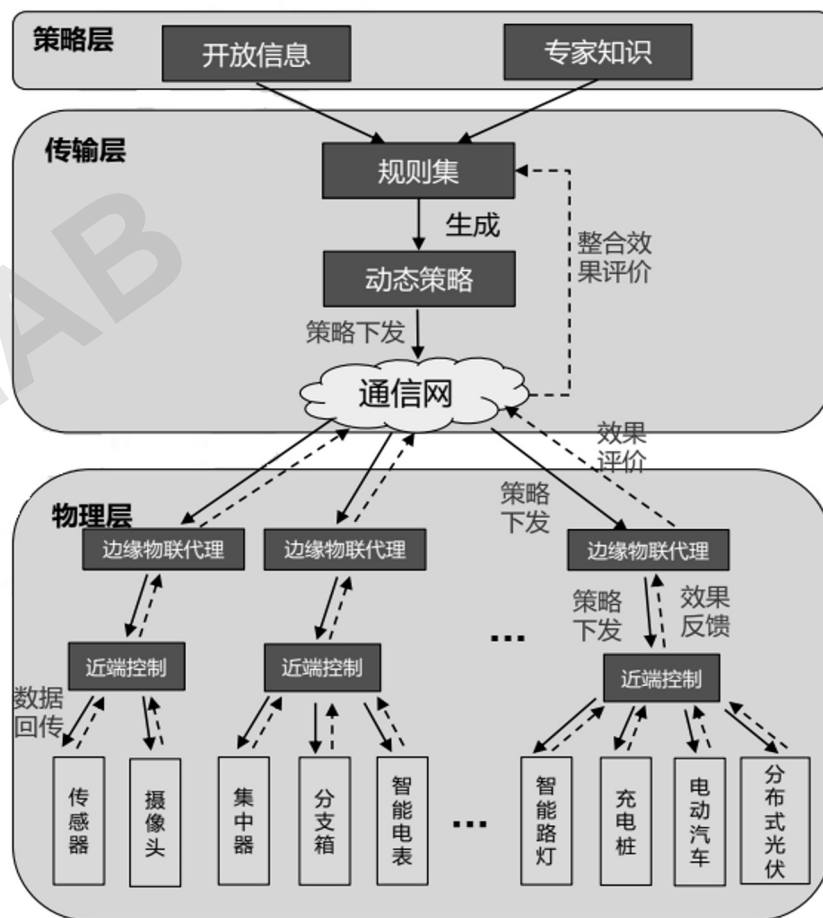 策略层
开放信息
专家知识
传输层
规则集
生成
整合效
果评价
动态策略
策略下发
通信网
效果
评价
策略
下发
物理层
边缘物联代理
边缘物联代理
边缘物联代理
策略
下发
效果
反馈
...
近端控制
近端控制
近端控制
数据
回传
传感器
摄像头
集中器
分支箱
智能电表
...
智能路灯
充电桩
电动汽车
分布式光伏
AB